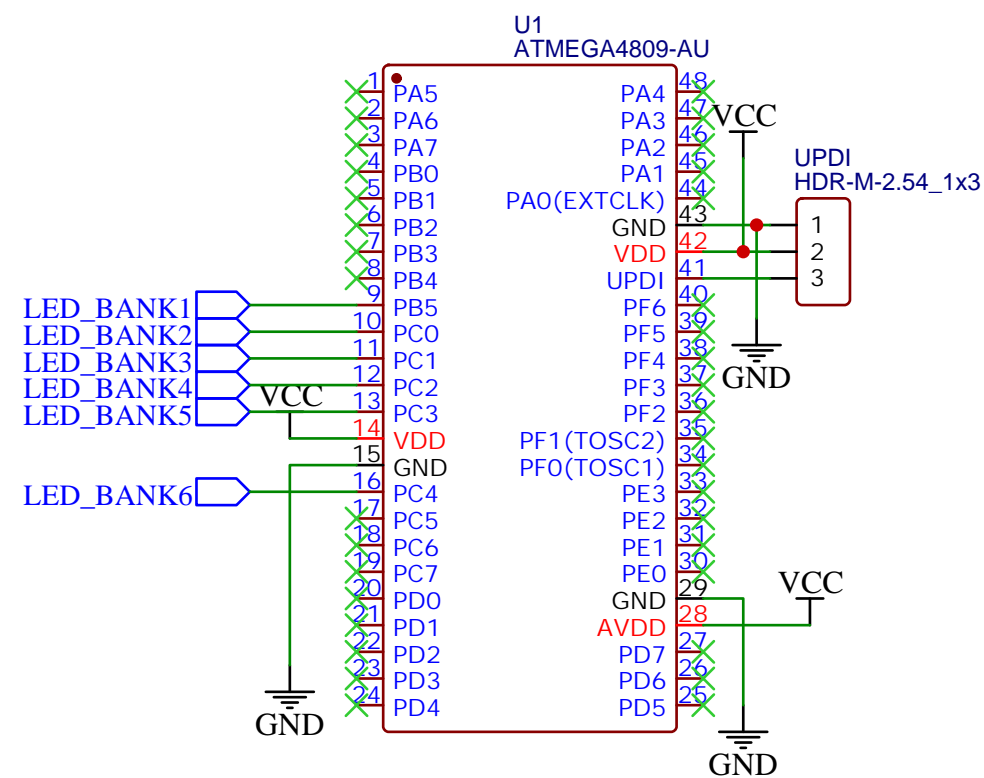 U1
ATMEGA4809-AU
1 PA5 PA4 48
2 PA6 PA3 47
VCC
3 PA7 PA2 46
4 PB0 PA1 45
UPDI
HDR-M-2.54_1x3
5 PB1 PA0(EXTCLK) 44
6 PB2 GND 43 1
7 PB3 VDD 42 2
8 PB4 UPDI 41 3
LED_BANK1 9 PB5 PF6 40
LED_BANK2 10 PC0 PF5 39
LED_BANK3 11 PC1 PF4 38
GND
LED_BANK4 12 PC2 PF3 37
VCC
LED_BANK5 13 PC3 PF2 36
14 VDD PF1(TOSC2) 35
15 GND PF0(TOSC1) 34
LED_BANK6 16 PC4 PE3 33
17 PC5 PE2 32
18 PC6 PE1 31
19 PC7 PE0 30
VCC
20 PD0 GND 29
21 PD1 AVDD 28
22 PD2 PD7 27
23 PD3 PD6 26
24 PD4 PD5 25
GND
GND